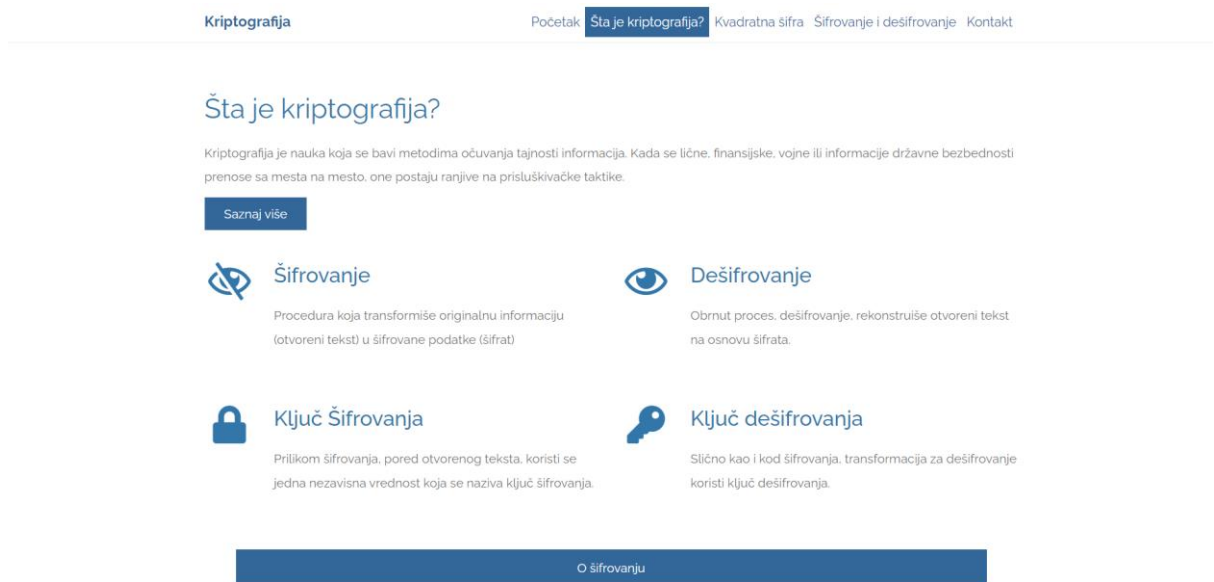 Kriptografija
Početak Šta je kriptografija? Kvadratna šifra Šifrovanje i dešifrovanje Kontakt
Šta je kriptografija?
Kriptografija je nauka koja se bavi metodima očuvanja tajnosti informacija. Kada se lične, finansijske, vojne ili informacije državne bezbednosti
prenose sa mesta na mesto, one postaju ranjive na prisluškivačke taktike.
Saznaj više
Šifrovanje
Procedura koja transformiše originalnu informaciju
(otvoreni tekst) u šifrovane podatke (šifrat)
Dešifrovanje
Obrnut proces, dešifrovanje, rekonstruiše otvoreni tekst
na osnovu šifrata.
Ključ Šifrovanja
Prilikom šifrovanja, pored otvorenog teksta, koristi se
jedna nezavisna vrednost koja se naziva ključ šifrovanja.
Ključ dešifrovanja
Slično kao i kod šifrovanja, transformacija za dešifrovanje
koristi ključ dešifrovanja.
O šifrovanju